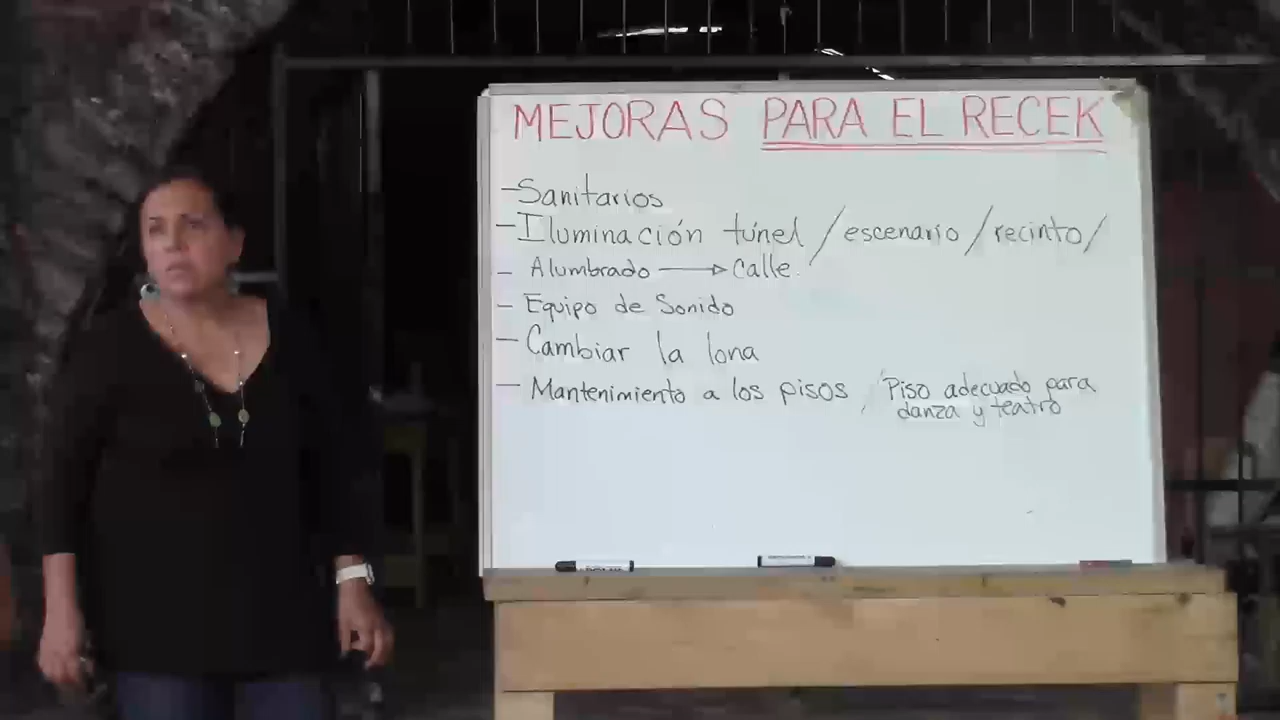 MEJORAS PARA EL RECEK
- Sanitarios
- Iluminación túnel / escenario / recinto /
- Alumbrado → Calle.
- Equipo de Sonido
- Cambiar la lona
- Mantenimiento a los pisos, Piso adecuado para
danza y teatro